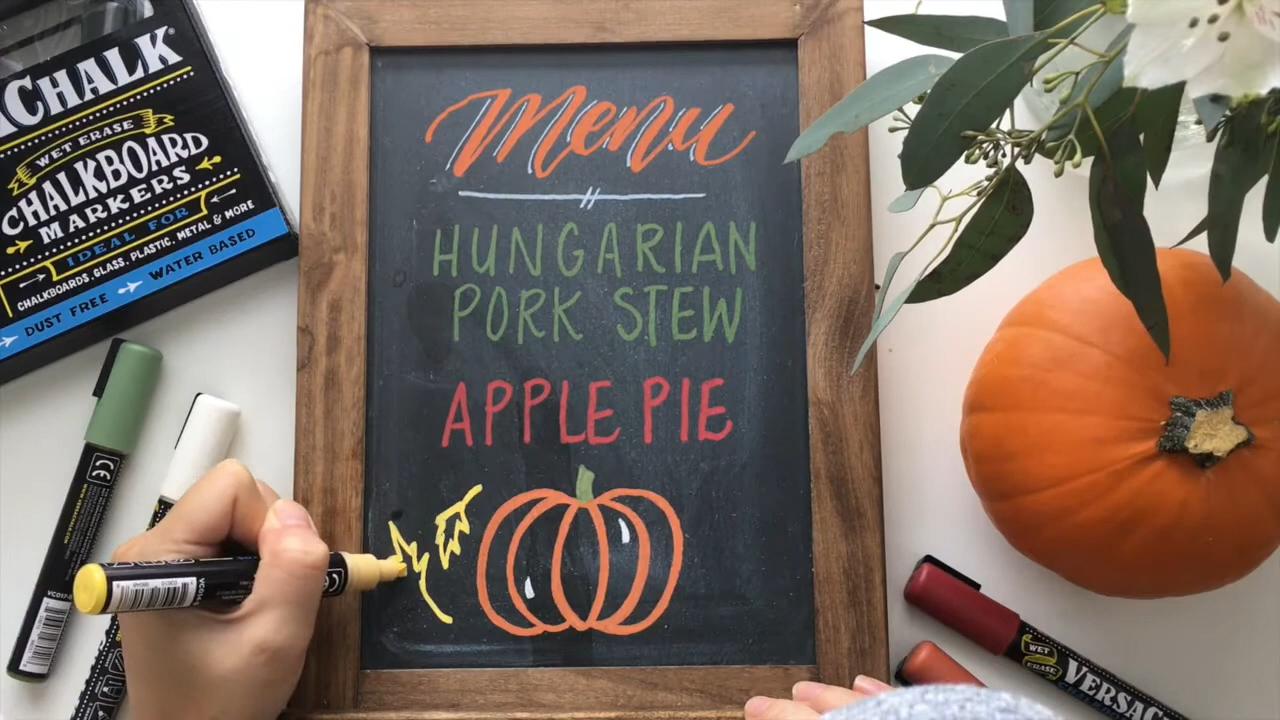 CHALK
WET ERASE
CHALKBOARD
MARKERS
IDEAL FOR
CHALKBOARDS, GLASS, PLASTIC, METAL & MORE
DUST FREE WATER BASED
Menu
HUNGARIAN
PORK STEW
APPLE PIE
WET
ERASE
VERSAC